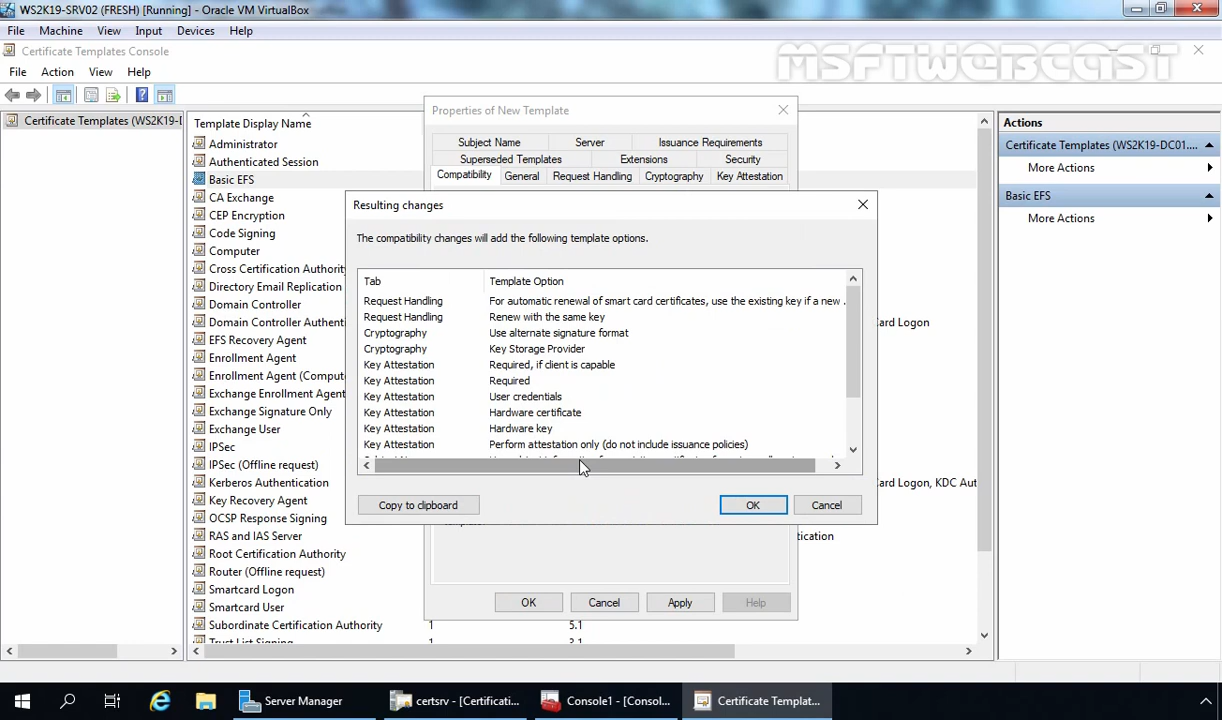 WS2K19-SRV02 (FRESH) [Running] - Oracle VM VirtualBox
File Machine View Input Devices Help
Certificate Templates Console
MSFTWEBCAST
File Action View Help
Certificate Templates (WS2K19-D
Template Display Name
Administrator
Authenticated Session
Basic EFS
CA Exchange
CEP Encryption
Code Signing
Computer
Cross Certification Authority
Directory Email Replication
Domain Controller
Domain Controller Authenti
EFS Recovery Agent
Enrollment Agent
Enrollment Agent (Compute
Exchange Enrollment Agent
Exchange Signature Only
Exchange User
IPSec
IPSec (Offline request)
Kerberos Authentication
Key Recovery Agent
OCSP Response Signing
RAS and IAS Server
Root Certification Authority
Router (Offline request)
Smartcard Logon
Smartcard User
Subordinate Certification Authority 1 5.1
Trust List Signing 1 3.1
Card Logon
Card Logon, KDC Aut
tication
Properties of New Template
Subject Name Server Issuance Requirements
Superseded Templates Extensions Security
Compatibility General Request Handling Cryptography Key Attestation
Resulting changes
The compatibility changes will add the following template options.
Tab Template Option
Request Handling For automatic renewal of smart card certificates, use the existing key if a new .
Request Handling Renew with the same key
Cryptography Use alternate signature format
Cryptography Key Storage Provider
Key Attestation Required, if client is capable
Key Attestation Required
Key Attestation User credentials
Key Attestation Hardware certificate
Key Attestation Hardware key
Key Attestation Perform attestation only (do not include issuance policies)
Copy to clipboard OK Cancel
OK Cancel Apply Help
Actions
Certificate Templates (WS2K19-DC01....
More Actions
Basic EFS
More Actions
Server Manager
certsrv - [Certificati...
Console1 - [Consol...
Certificate Templat...